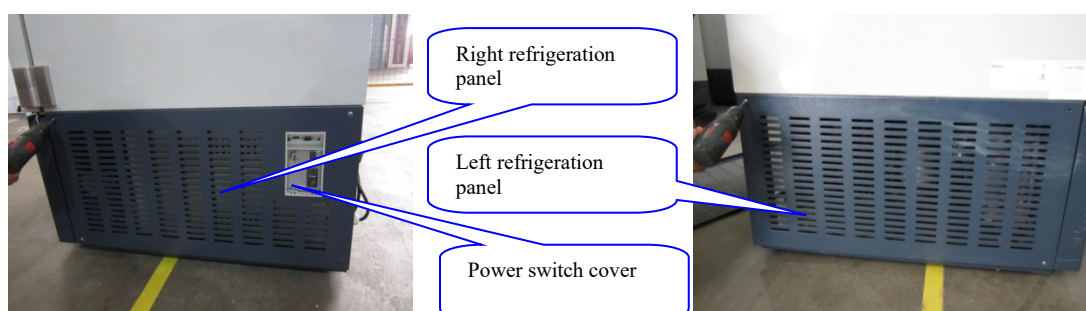 Right refrigeration
panel
Left refrigeration
panel
Power switch cover